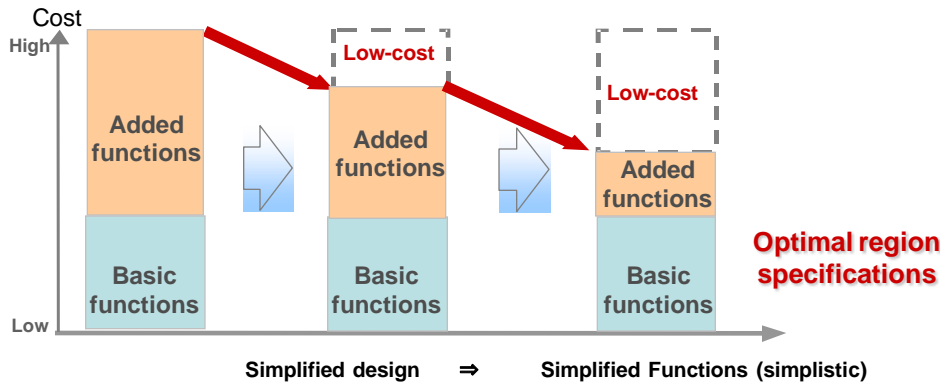 Cost
High
Low-cost
Low-cost
Added
functions
Added
functions
Added
functions
Basic
functions
Basic
functions
Basic
functions
Optimal region
specifications
Low
Simplified design ⇒ Simplified Functions (simplistic)